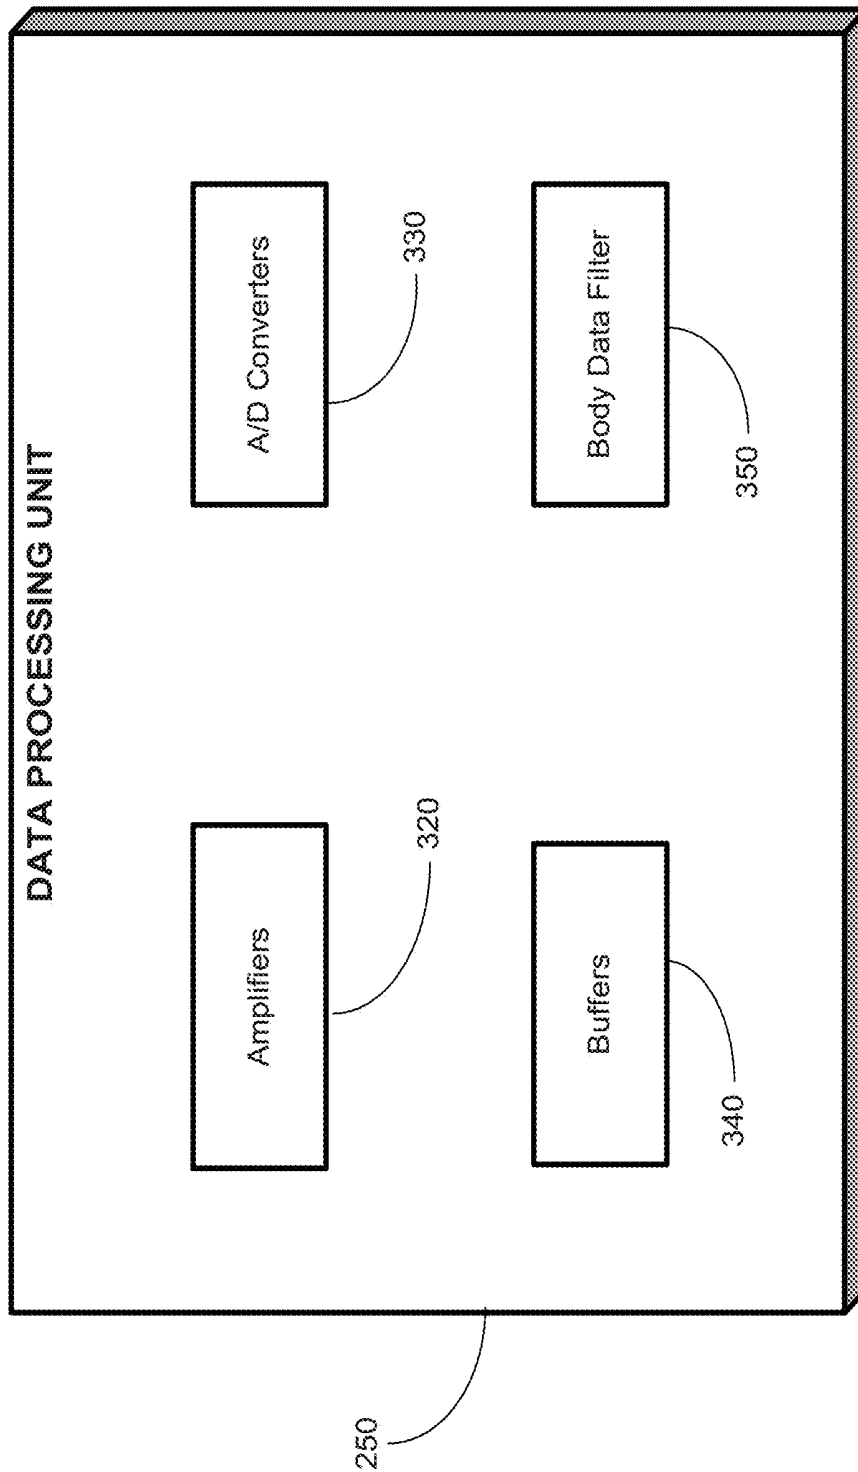 DATA PROCESSING UNIT
Amplifiers
320
A/D Converters
330
Buffers
340
Body Data Filter
350
250